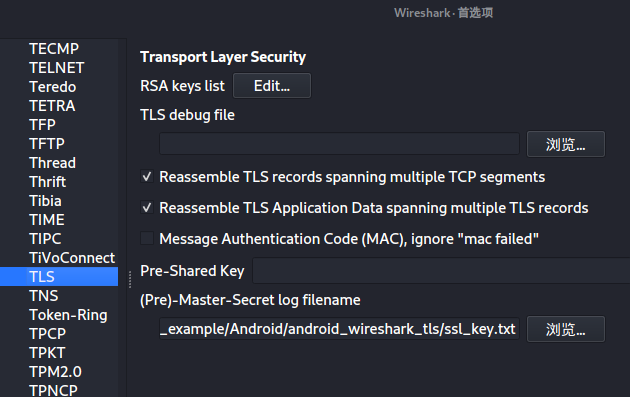 Wireshark · 首选项
TECMP
TELNET
Teredo
TETRA
TFP
TFTP
Thread
Thrift
Tibia
TIME
TIPC
TiVoConnect
TLS
TNS
Token-Ring
TPCP
TPKT
TPM2.0
TPNCP
Transport Layer Security
RSA keys list Edit…
TLS debug file
浏览…
Reassemble TLS records spanning multiple TCP segments
Reassemble TLS Application Data spanning multiple TLS records
Message Authentication Code (MAC), ignore "mac failed"
Pre-Shared Key
(Pre)-Master-Secret log filename
_example/Android/android_wireshark_tls/ssl_key.txt 浏览…